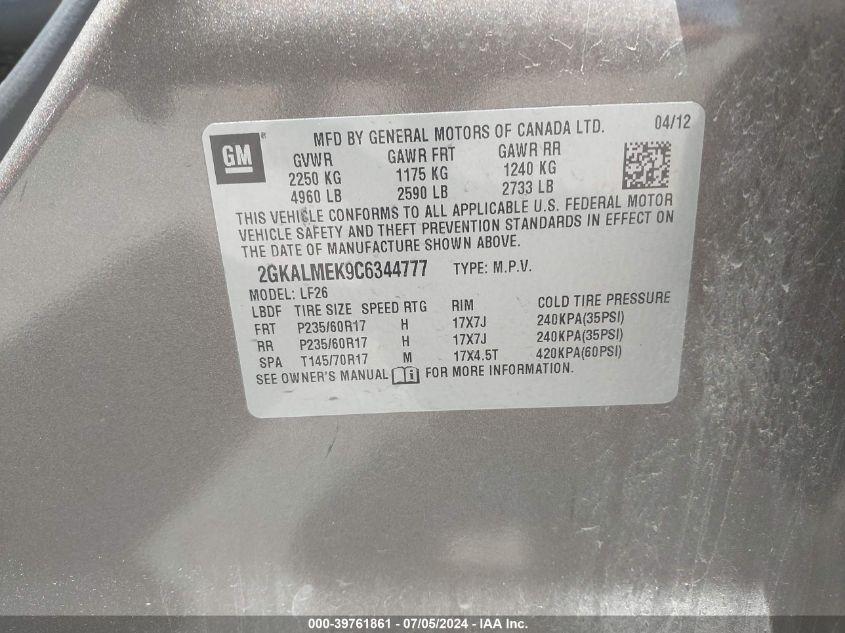 GM®
MFD BY GENERAL MOTORS OF CANADA LTD. 04/12
GVWR GAWR FRT GAWR RR
2250 KG 1175 KG 1240 KG
4960 LB 2590 LB 2733 LB
THIS VEHICLE CONFORMS TO ALL APPLICABLE U.S. FEDERAL MOTOR
VEHICLE SAFETY AND THEFT PREVENTION STANDARDS IN EFFECT ON
THE DATE OF MANUFACTURE SHOWN ABOVE.
2GKALMEK9C6344777 TYPE: M.P.V.
MODEL: LF26
LBDF TIRE SIZE SPEED RTG RIM COLD TIRE PRESSURE
FRT P235/60R17 H 17X7J 240KPA(35PSI)
RR P235/60R17 H 17X7J 240KPA(35PSI)
SPA T145/70R17 M 17X4.5T 420KPA(60PSI)
SEE OWNER'S MANUAL FOR MORE INFORMATION.
000-39761861 - 07/05/2024 - IAA Inc.